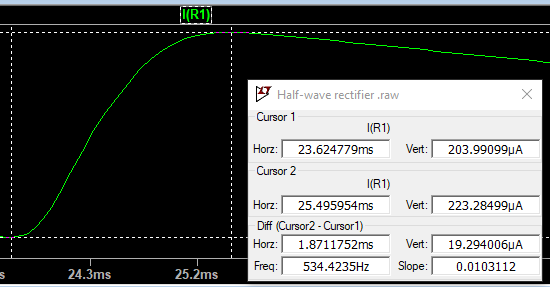 I(R1)
Half-wave rectifier .raw
Cursor 1
I(R1)
Horz: 23.624779ms Vert: 203.99099µA
Cursor 2
I(R1)
Horz: 25.495954ms Vert: 223.28499µA
Diff (Cursor2 - Cursor1)
Horz: 1.8711752ms Vert: 19.294006µA
Freq: 534.4235Hz Slope: 0.0103112
s 24.3ms 25.2ms